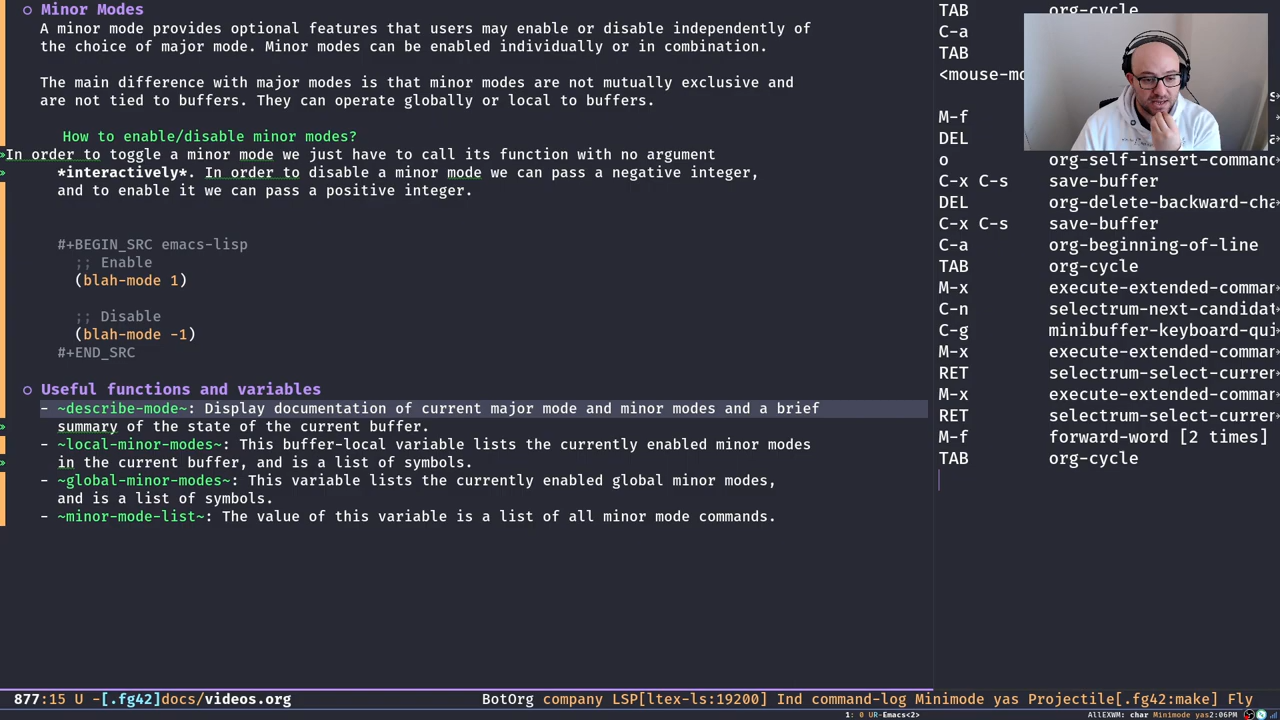 ○ Minor Modes
A minor mode provides optional features that users may enable or disable independently of
the choice of major mode. Minor modes can be enabled individually or in combination.
The main difference with major modes is that minor modes are not mutually exclusive and
are not tied to buffers. They can operate globally or local to buffers.
How to enable/disable minor modes?
In order to toggle a minor mode we just have to call its function with no argument
*interactively*. In order to disable a minor mode we can pass a negative integer,
and to enable it we can pass a positive integer.
#+BEGIN_SRC emacs-lisp
;; Enable
(blah-mode 1)
;; Disable
(blah-mode -1)
#+END_SRC
○ Useful functions and variables
- ~describe-mode~: Display documentation of current major mode and minor modes and a brief
summary of the state of the current buffer.
- ~local-minor-modes~: This buffer-local variable lists the currently enabled minor modes
in the current buffer, and is a list of symbols.
- ~global-minor-modes~: This variable lists the currently enabled global minor modes,
and is a list of symbols.
- ~minor-mode-list~: The value of this variable is a list of all minor mode commands.
877:15 U -[.fg42]docs/videos.org BotOrg company LSP[ltex-ls:19200] Ind command-log Minimode yas Projectile[.fg42:make] Fly
TAB org-cycle
C-a
TAB
<mouse-mo
M-f
DEL
o org-self-insert-comman
C-x C-s save-buffer
DEL org-delete-backward-cha
C-x C-s save-buffer
C-a org-beginning-of-line
TAB org-cycle
M-x execute-extended-comman
C-n selectrum-next-candidat
C-g minibuffer-keyboard-qui
M-x execute-extended-comman
RET selectrum-select-curren
M-x execute-extended-comman
RET selectrum-select-curren
M-f forward-word [2 times]
TAB org-cycle
1: 0 UR-Emacs<2> AllEXWM: char Minimode yas2:06PM